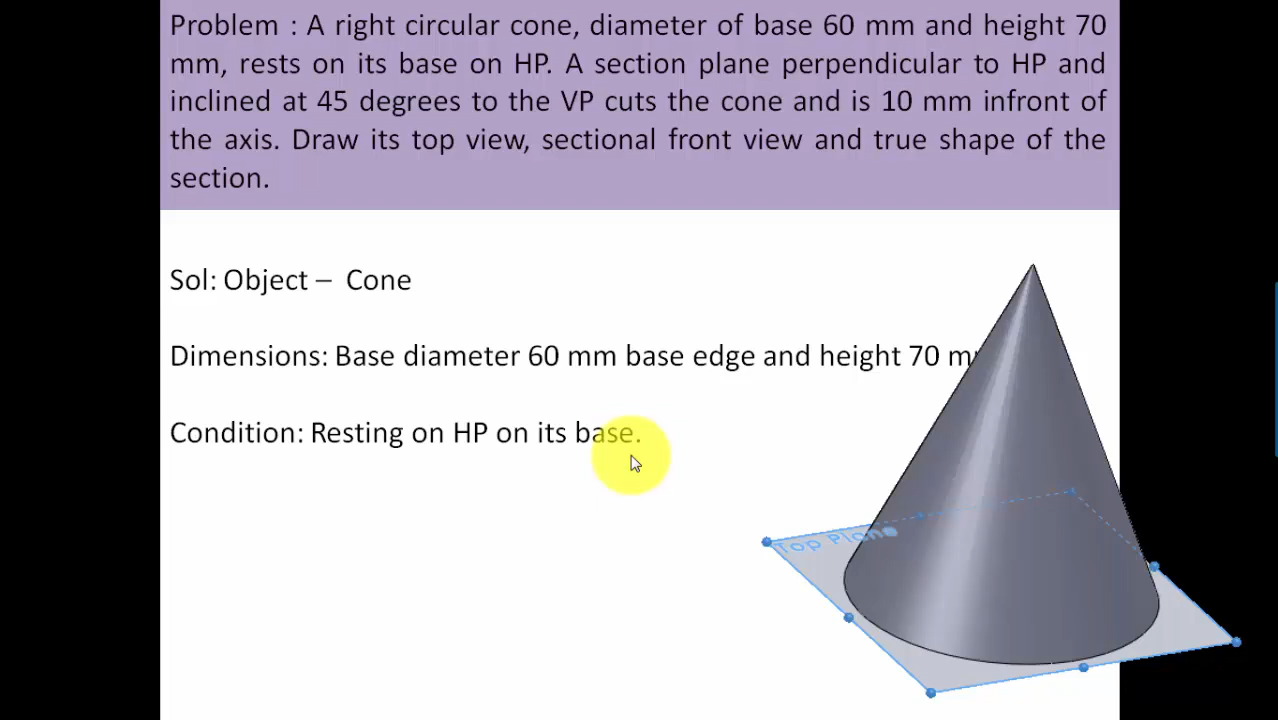 Problem : A right circular cone, diameter of base 60 mm and height 70
mm, rests on its base on HP. A section plane perpendicular to HP and
inclined at 45 degrees to the VP cuts the cone and is 10 mm infront of
the axis. Draw its top view, sectional front view and true shape of the
section.
Sol: Object – Cone
Dimensions: Base diameter 60 mm base edge and height 70 m
Condition: Resting on HP on its base.
Top Plane